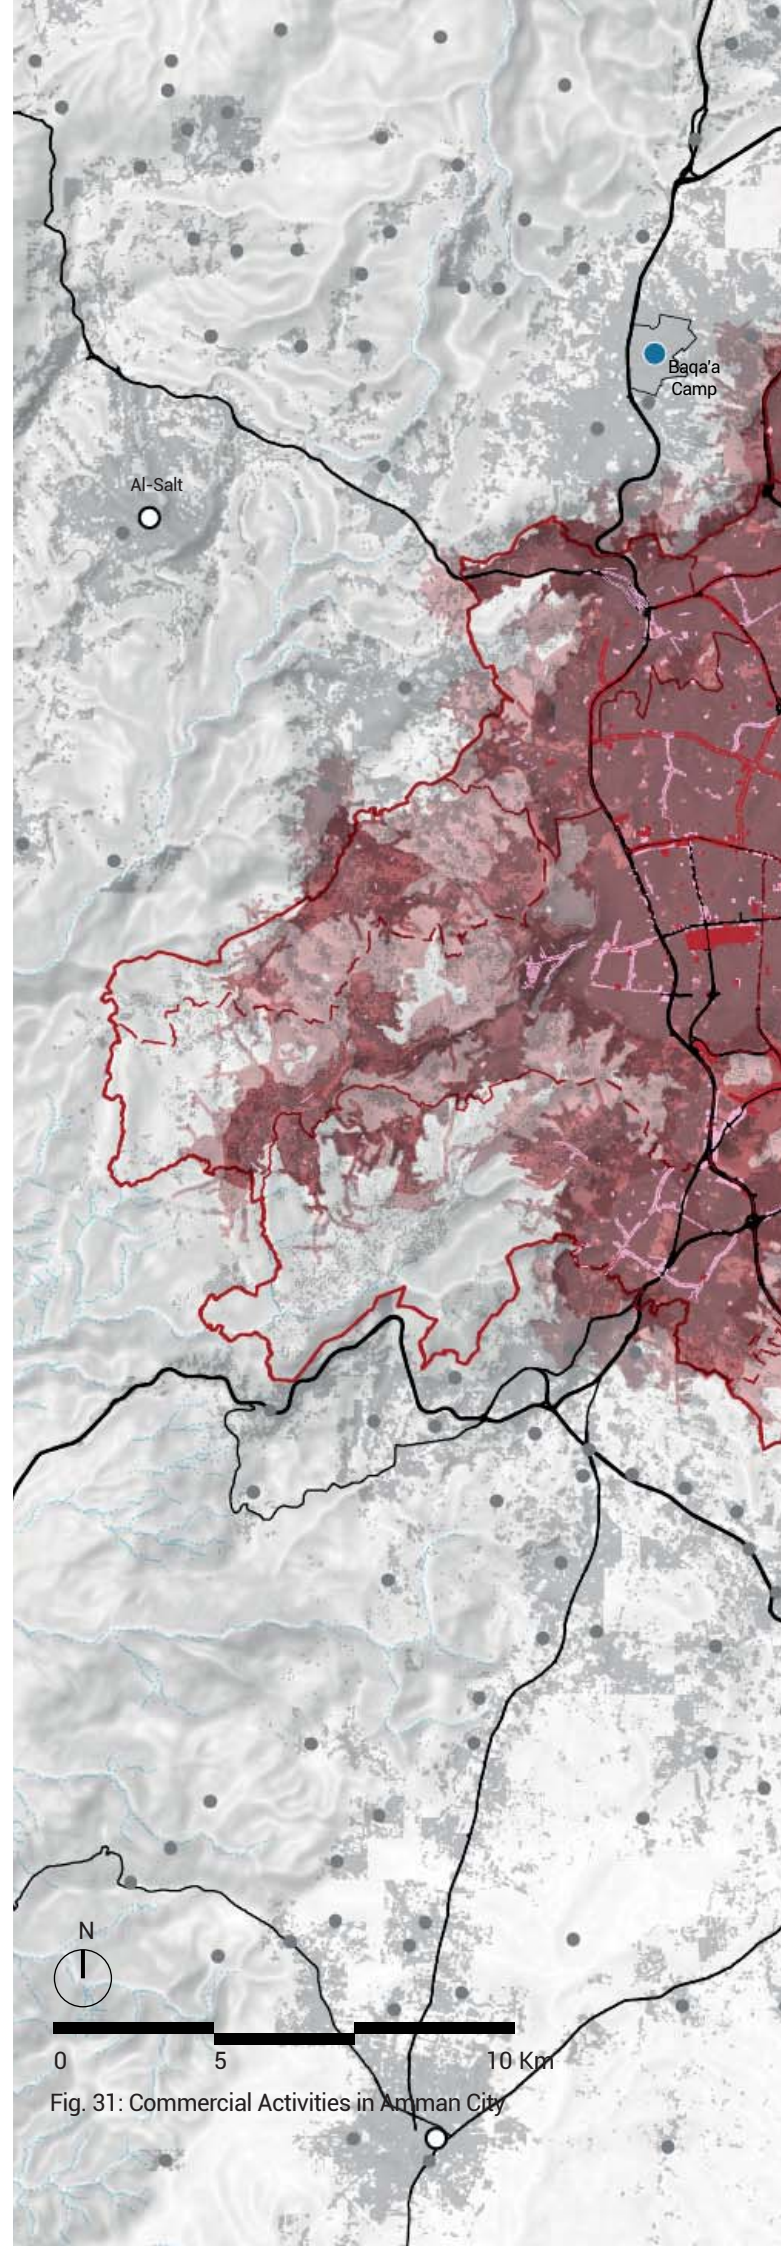 Baqa'a
Camp
Al-Salt
N
0 5 10 Km
Fig. 31: Commercial Activities in Amman City